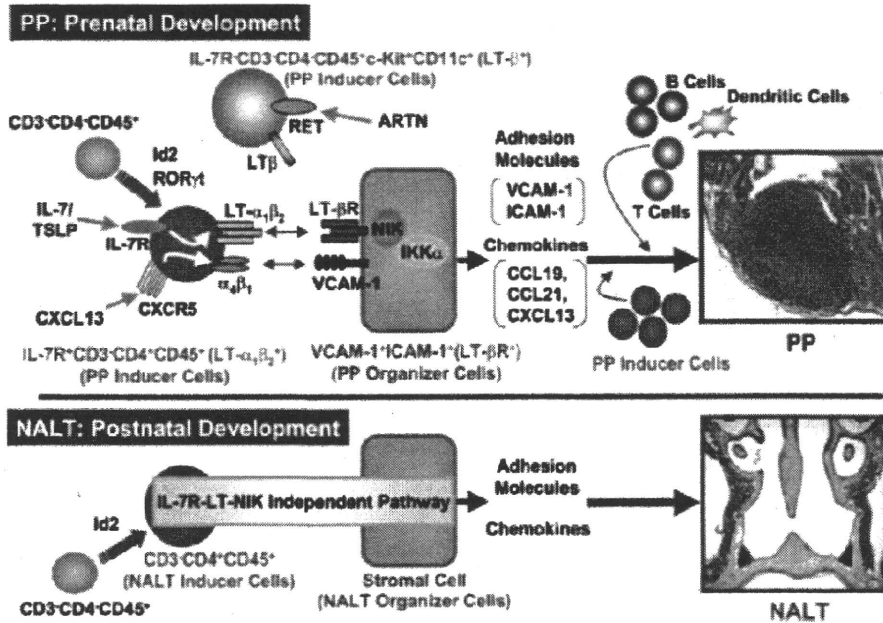 PP: Prenatal Development
IL-7R⁻CD3⁻CD4⁻CD45⁺c-Kit⁺CD11c⁺ (LT-β⁺)
(PP Inducer Cells)
RET
ARTN
LTβ
CD3⁻CD4⁻CD45⁺
Id2
RORγt
IL-7/
TSLP
IL-7R
LT-α₁β₂
LT-βR
NIK
IKKα
α₄β₁
VCAM-1
CXCR5
CXCL13
IL-7R⁺CD3⁻CD4⁺CD45⁺ (LT-α₁β₂⁺)
(PP Inducer Cells)
VCAM-1⁺ICAM-1⁺(LT-βR⁺)
(PP Organizer Cells)
Adhesion
Molecules
VCAM-1
ICAM-1
Chemokines
CCL19,
CCL21,
CXCL13
B Cells
Dendritic Cells
T Cells
PP Inducer Cells
PP
NALT: Postnatal Development
IL-7R-LT-NIK Independent Pathway
Id2
CD3⁻CD4⁻CD45⁺
CD3⁻CD4⁺CD45⁺
(NALT Inducer Cells)
Stromal Cell
(NALT Organizer Cells)
Adhesion
Molecules
Chemokines
NALT